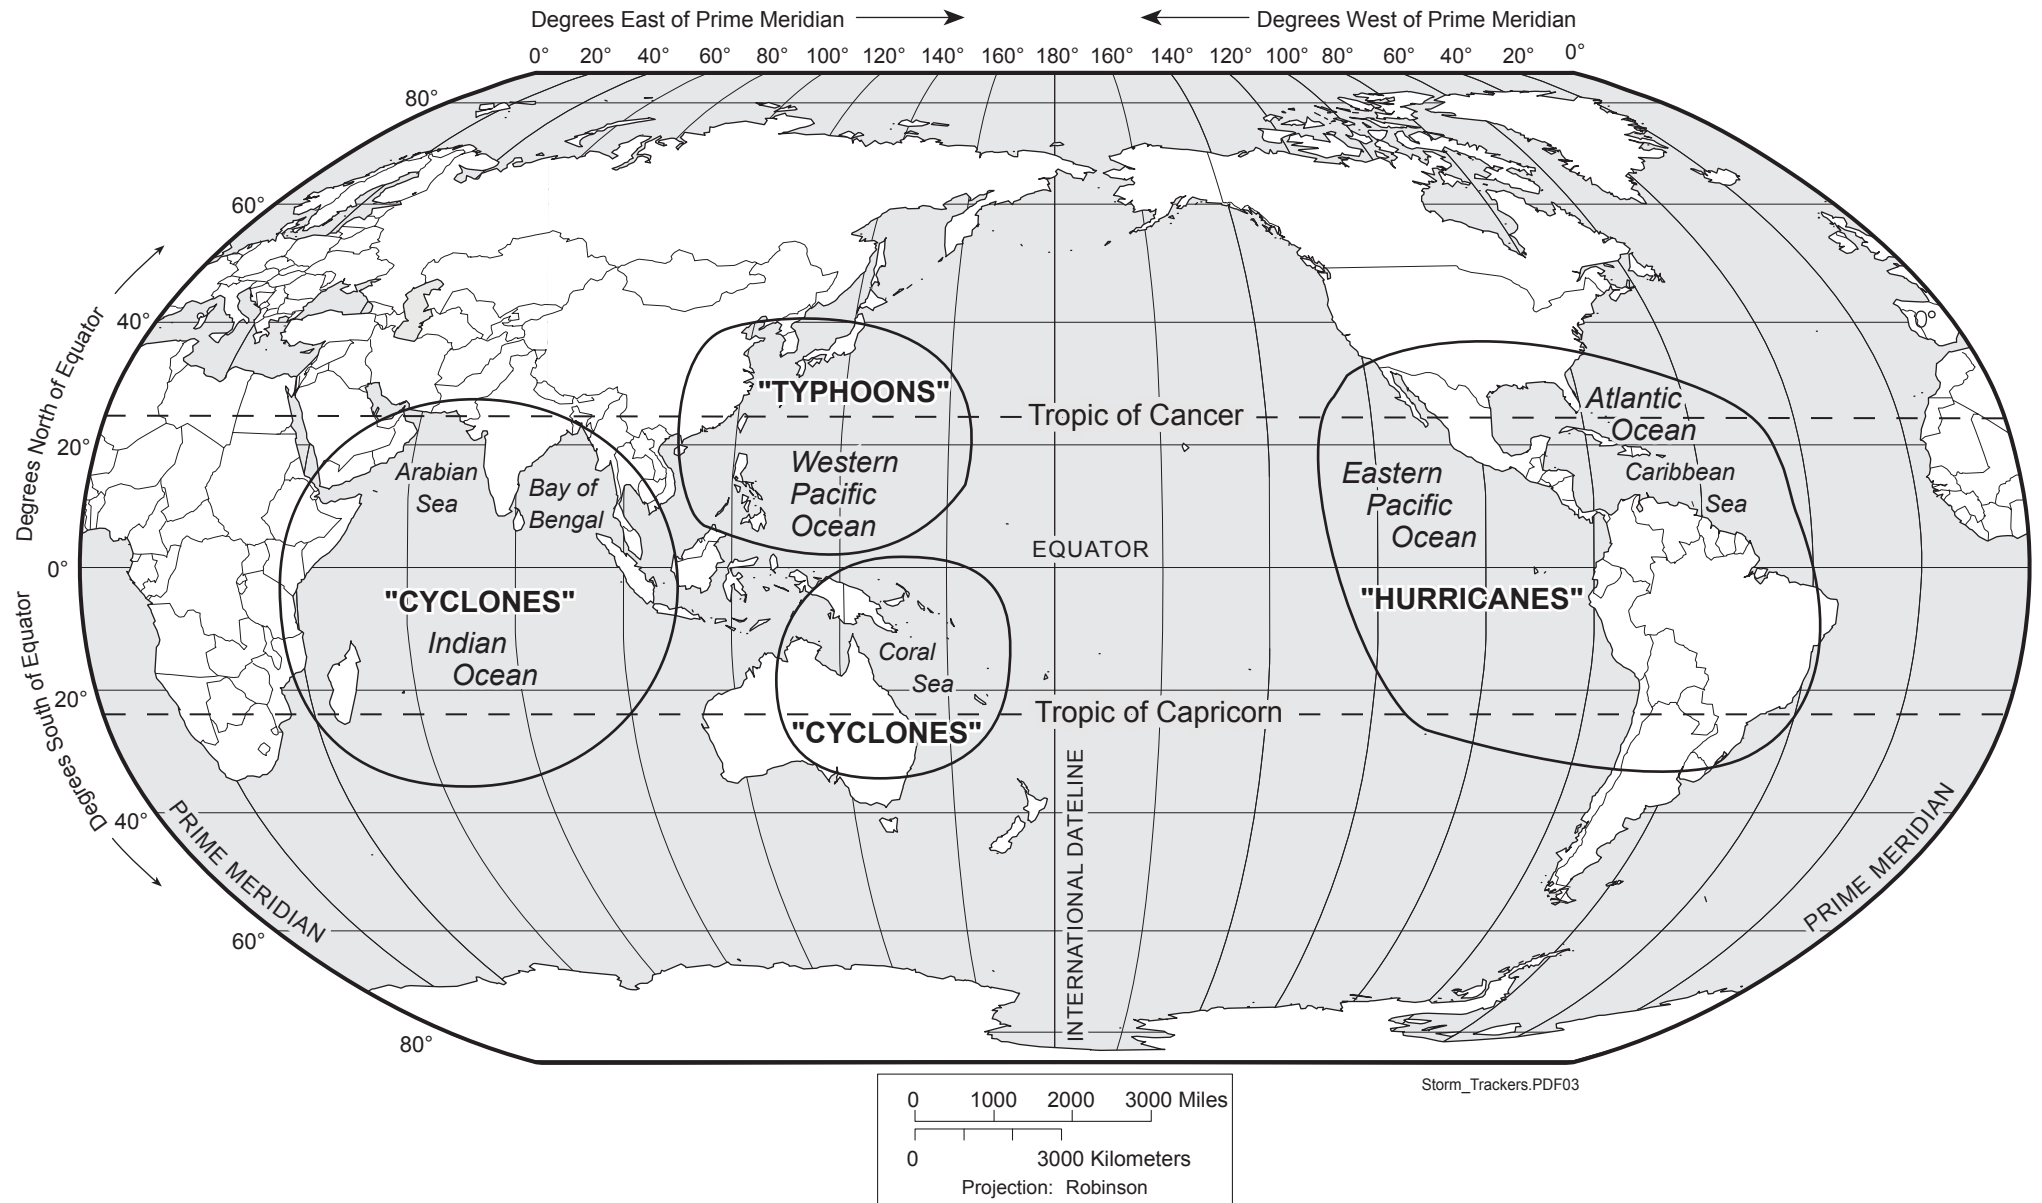 Degrees East of Prime Meridian
Degrees West of Prime Meridian
0° 20° 40° 60° 80° 100° 120° 140° 160° 180° 160° 140° 120° 100° 80° 60° 40° 20° 0°
80°
60°
40°
20°
0°
20°
40°
60°
80°
Degrees North of Equator
Degrees South of Equator
0°
"TYPHOONS"
Western
Pacific
Ocean
Tropic of Cancer
Atlantic
Ocean
Arabian
Sea
Bay of
Bengal
Eastern
Pacific
Ocean
Caribbean
Sea
EQUATOR
"CYCLONES"
Indian
Ocean
"HURRICANES"
Coral
Sea
"CYCLONES"
Tropic of Capricorn
INTERNATIONAL DATELINE
PRIME MERIDIAN
PRIME MERIDIAN
Storm_Trackers.PDF03
0 1000 2000 3000 Miles
0 3000 Kilometers
Projection: Robinson